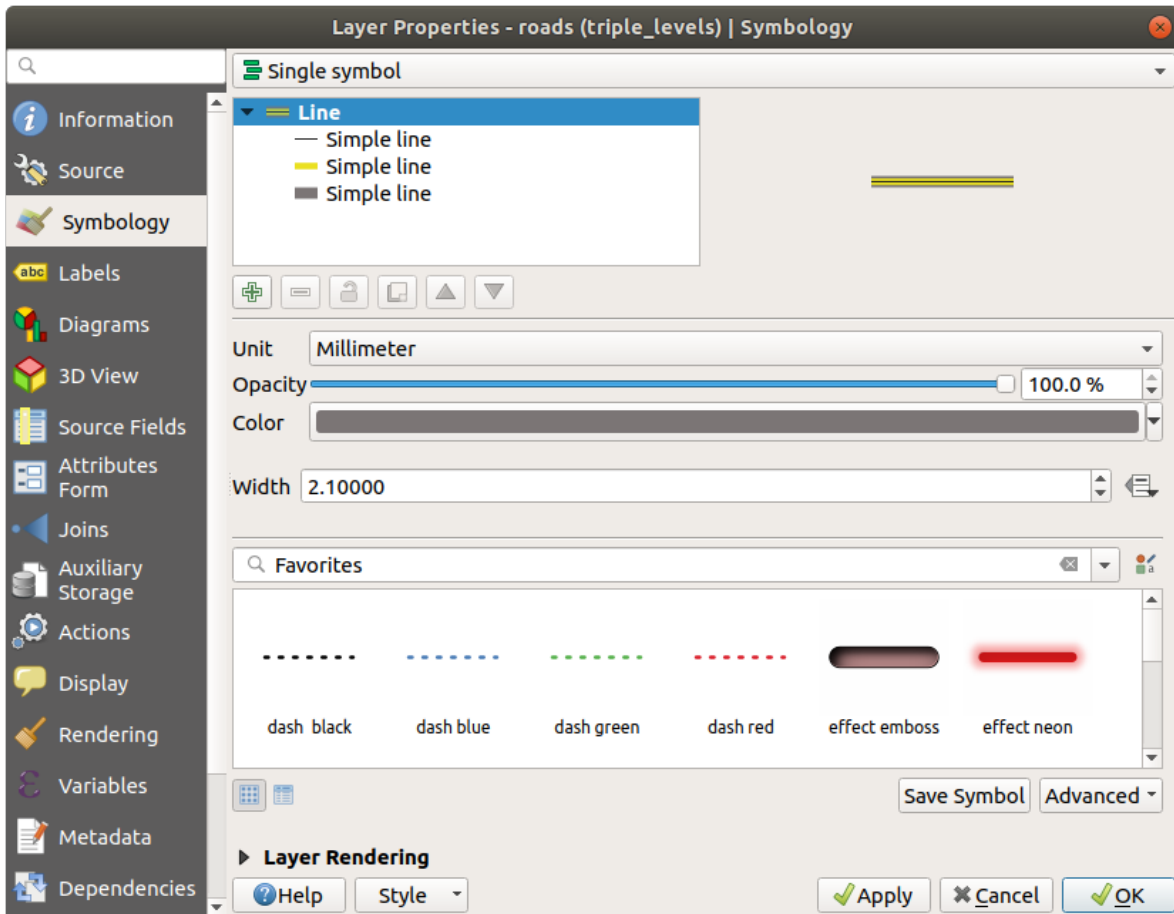 Layer Properties - roads (triple_levels) | Symbology
Information
Source
Symbology
abc Labels
Diagrams
3D View
Source Fields
Attributes
Form
Joins
Auxiliary
Storage
Actions
Display
Rendering
Variables
Metadata
Dependencies
Single symbol
Line
Simple line
Simple line
Simple line
Unit Millimeter
Opacity 100.0 %
Color
Width 2.10000
Favorites
dash black dash blue dash green dash red effect emboss effect neon
Save Symbol Advanced
Layer Rendering
Help Style Apply Cancel OK